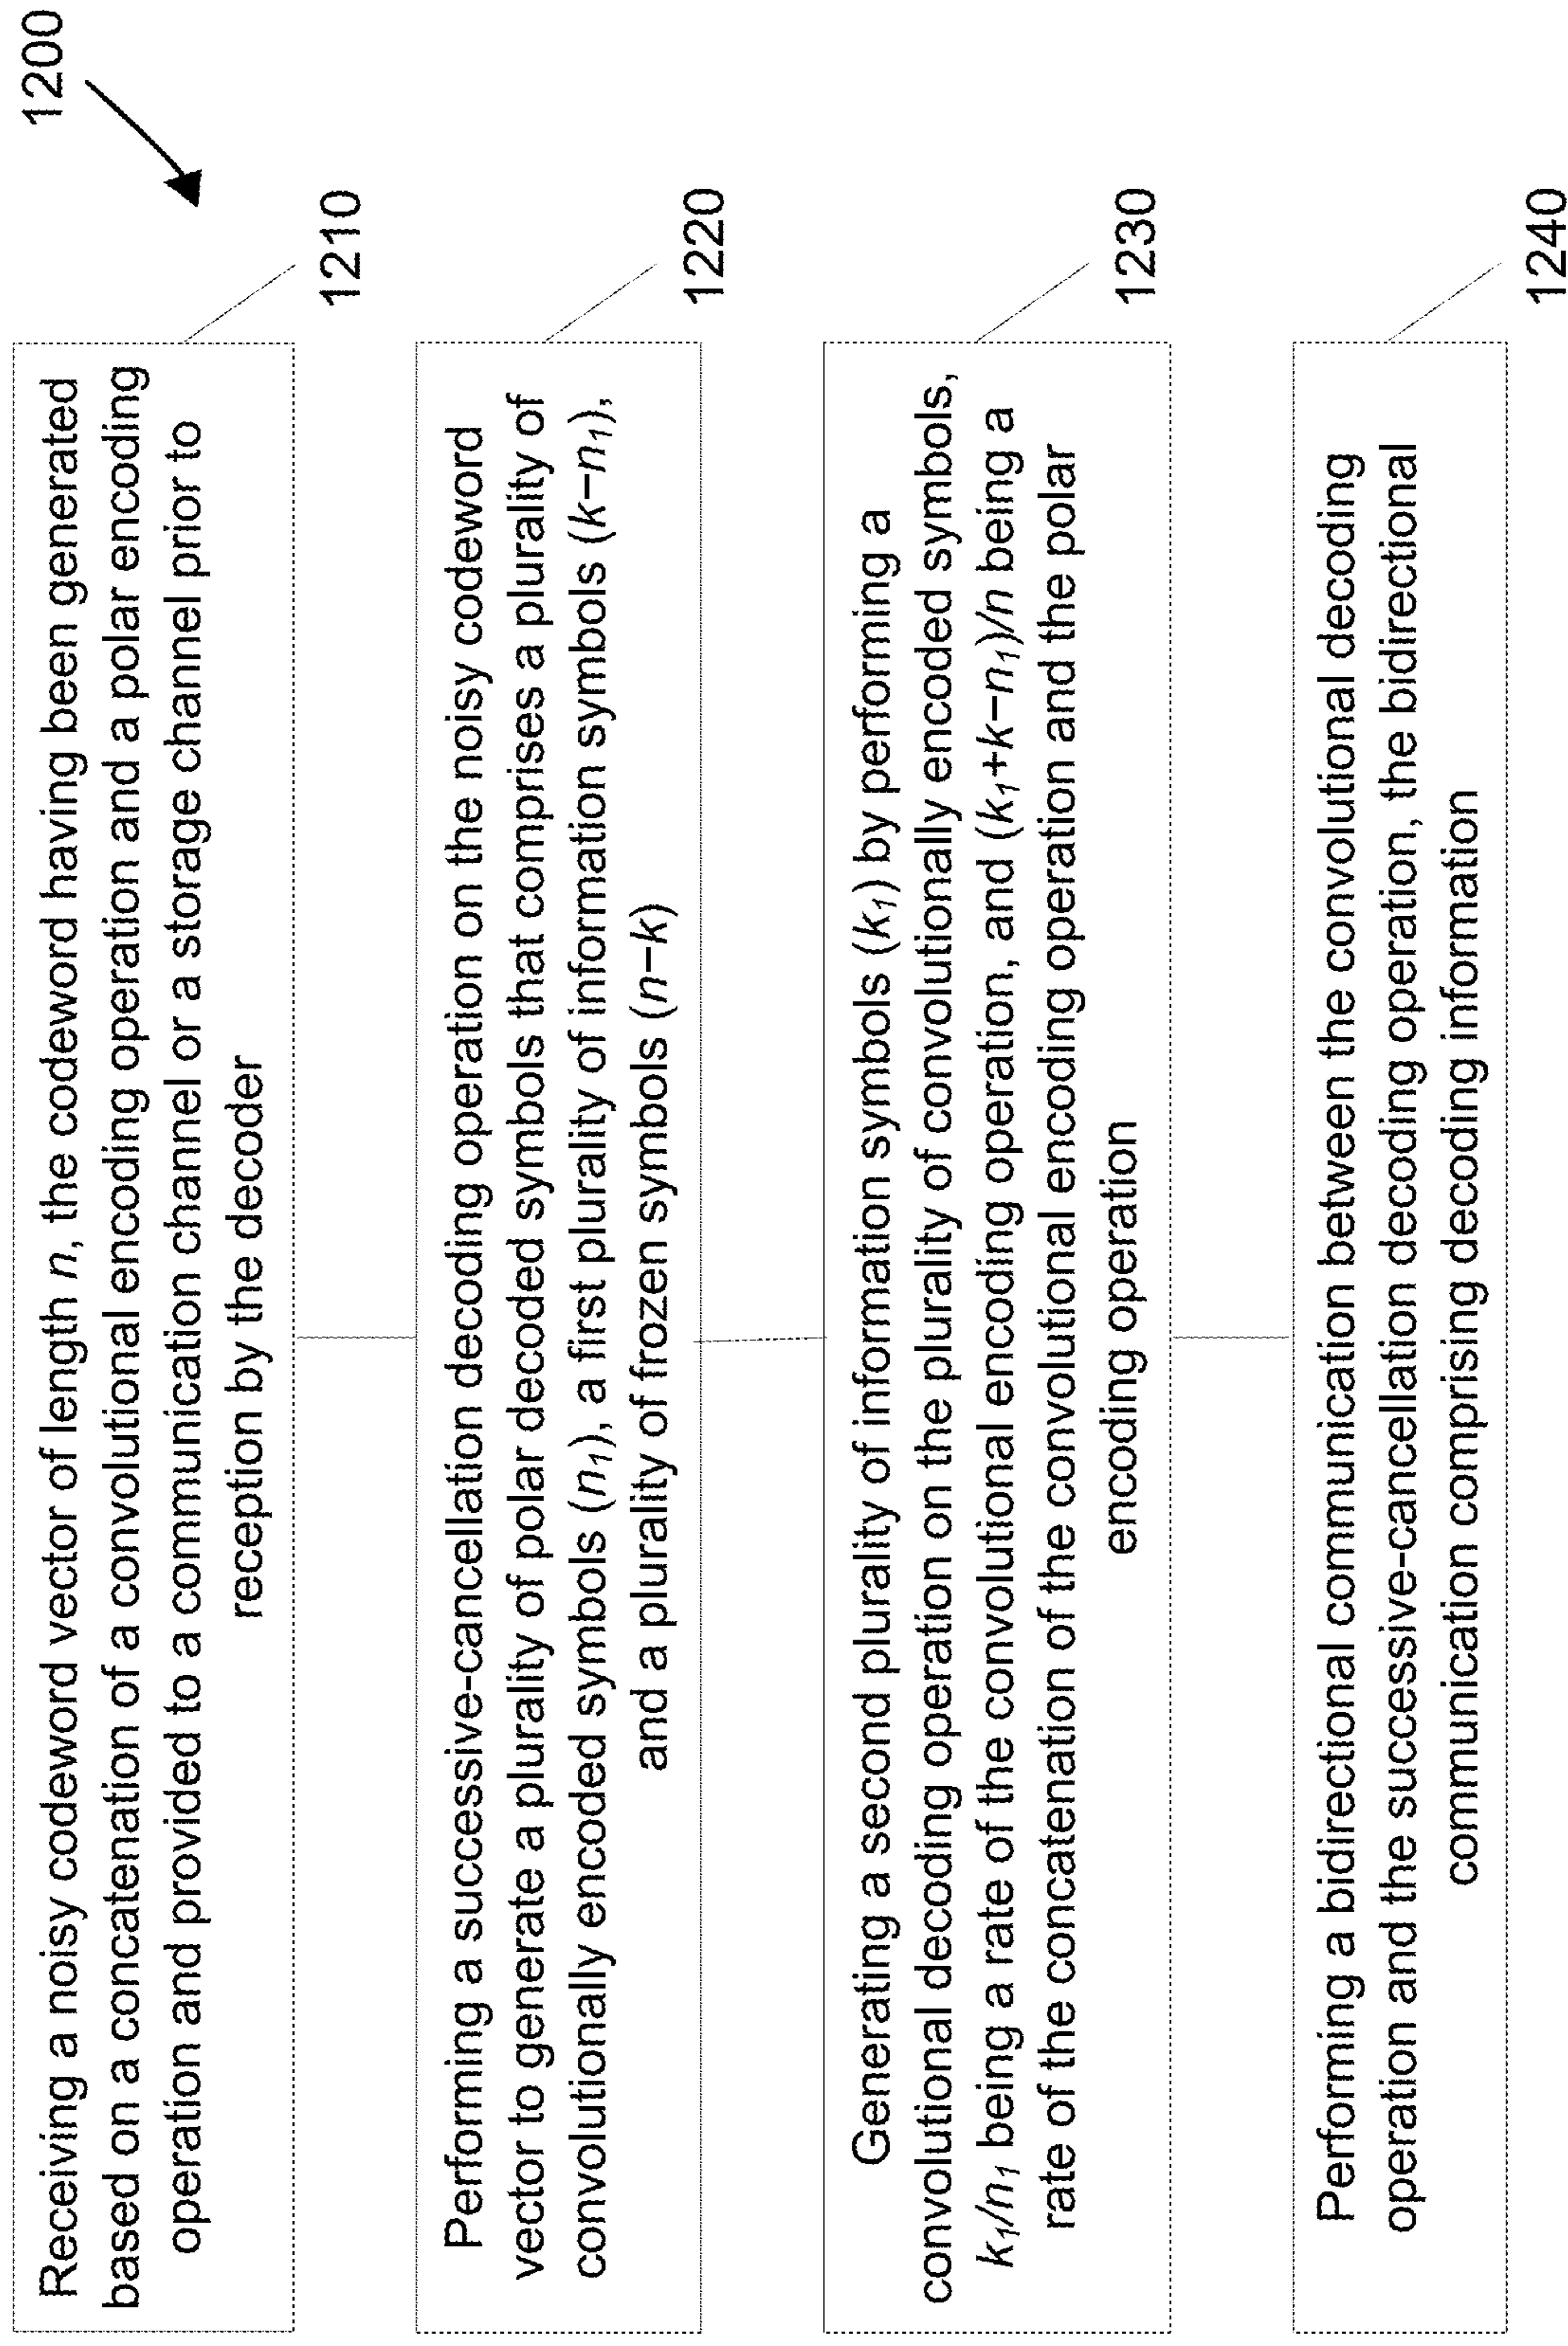 1200
Receiving a noisy codeword vector of length n, the codeword having been generated
based on a concatenation of a convolutional encoding operation and a polar encoding
operation and provided to a communication channel or a storage channel prior to
reception by the decoder
1210
Performing a successive-cancellation decoding operation on the noisy codeword
vector to generate a plurality of polar decoded symbols that comprises a plurality of
convolutionally encoded symbols (n₁), a first plurality of information symbols (k−n₁),
and a plurality of frozen symbols (n−k)
1220
Generating a second plurality of information symbols (k₁) by performing a
convolutional decoding operation on the plurality of convolutionally encoded symbols,
k₁/n₁ being a rate of the convolutional encoding operation, and (k₁+k−n₁)/n being a
rate of the concatenation of the convolutional encoding operation and the polar
encoding operation
1230
Performing a bidirectional communication between the convolutional decoding
operation and the successive-cancellation decoding operation, the bidirectional
communication comprising decoding information
1240